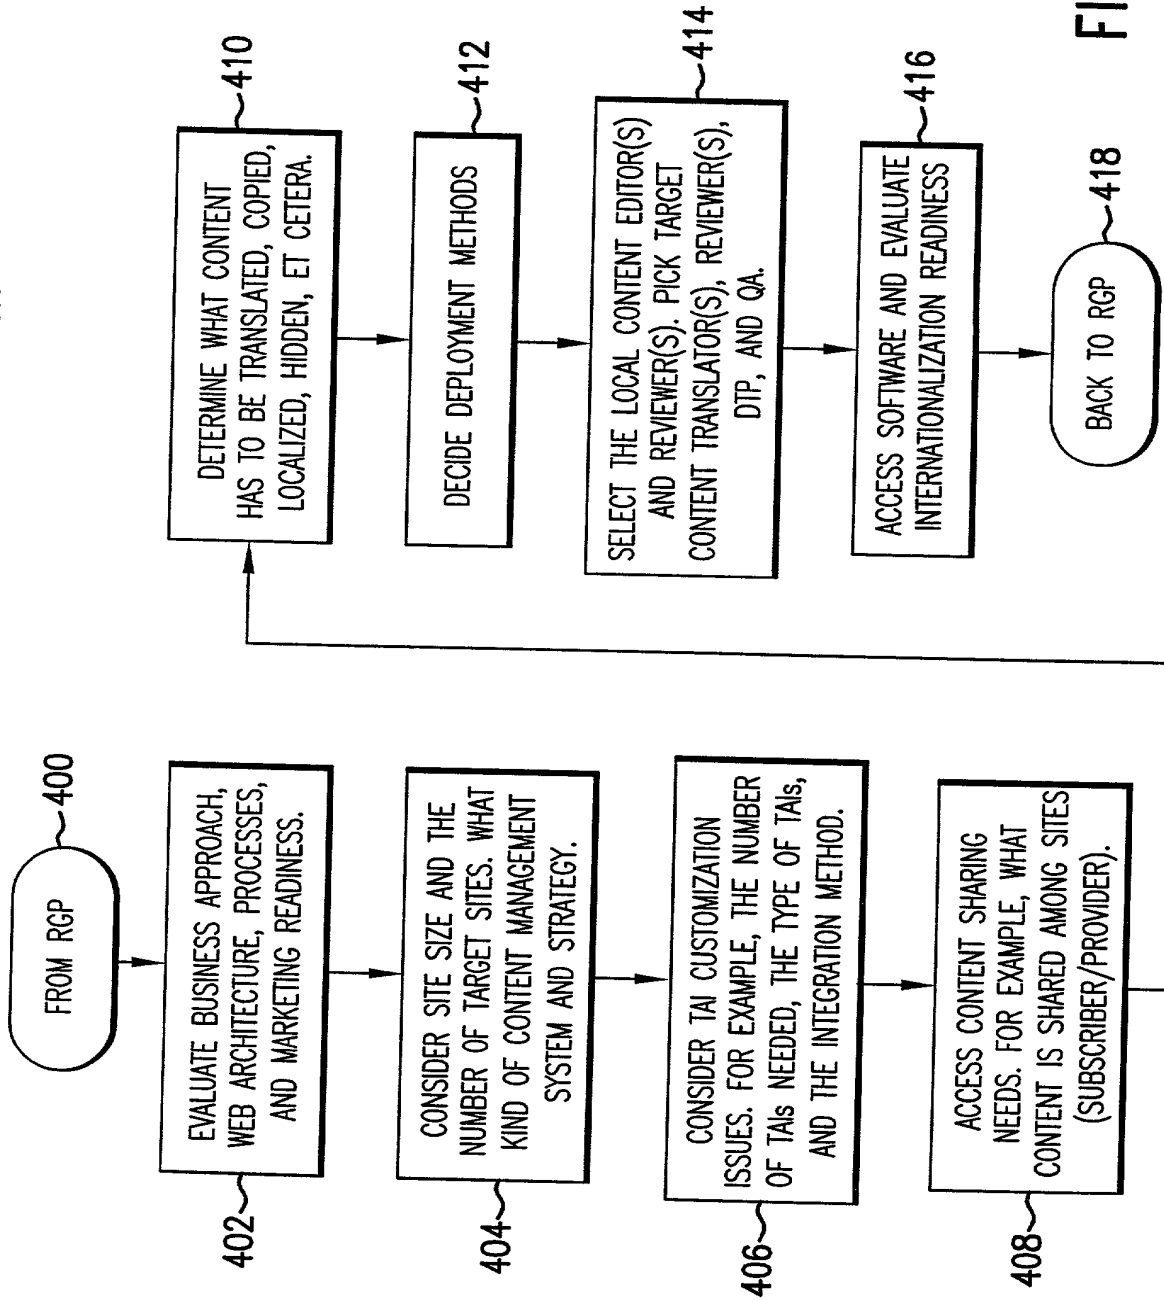 FROM RGP
400
EVALUATE BUSINESS APPROACH,
WEB ARCHITECTURE, PROCESSES,
AND MARKETING READINESS.
402
CONSIDER SITE SIZE AND THE
NUMBER OF TARGET SITES. WHAT
KIND OF CONTENT MANAGEMENT
SYSTEM AND STRATEGY.
404
CONSIDER TAI CUSTOMIZATION
ISSUES. FOR EXAMPLE, THE NUMBER
OF TAIs NEEDED, THE TYPE OF TAIs,
AND THE INTEGRATION METHOD.
406
ACCESS CONTENT SHARING
NEEDS. FOR EXAMPLE, WHAT
CONTENT IS SHARED AMONG SITES
(SUBSCRIBER/PROVIDER).
408
DETERMINE WHAT CONTENT
HAS TO BE TRANSLATED, COPIED,
LOCALIZED, HIDDEN, ET CETERA.
410
DECIDE DEPLOYMENT METHODS
412
SELECT THE LOCAL CONTENT EDITOR(S)
AND REVIEWER(S). PICK TARGET
CONTENT TRANSLATOR(S), REVIEWER(S),
DTP, AND QA.
414
ACCESS SOFTWARE AND EVALUATE
INTERNATIONALIZATION READINESS
416
BACK TO RGP
418